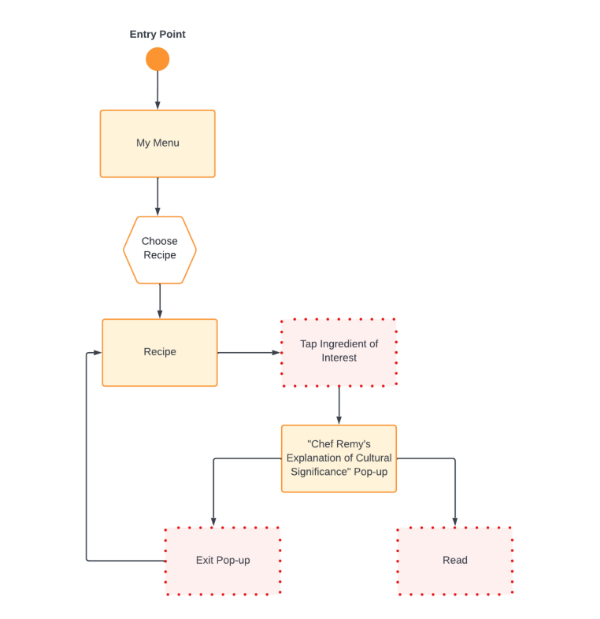 Entry Point
My Menu
Choose
Recipe
Recipe
Tap Ingredient of
Interest
"Chef Remy's
Explanation of Cultural
Significance" Pop-up
Exit Pop-up
Read